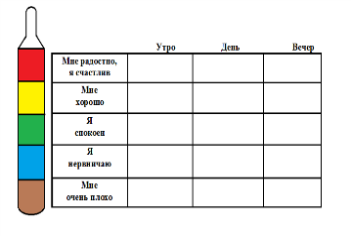 Утро День Вечер
Мне радостно,
я счастлив
Мне
хорошо
Я
спокоен
Я
нервничаю
Мне
очень плохо